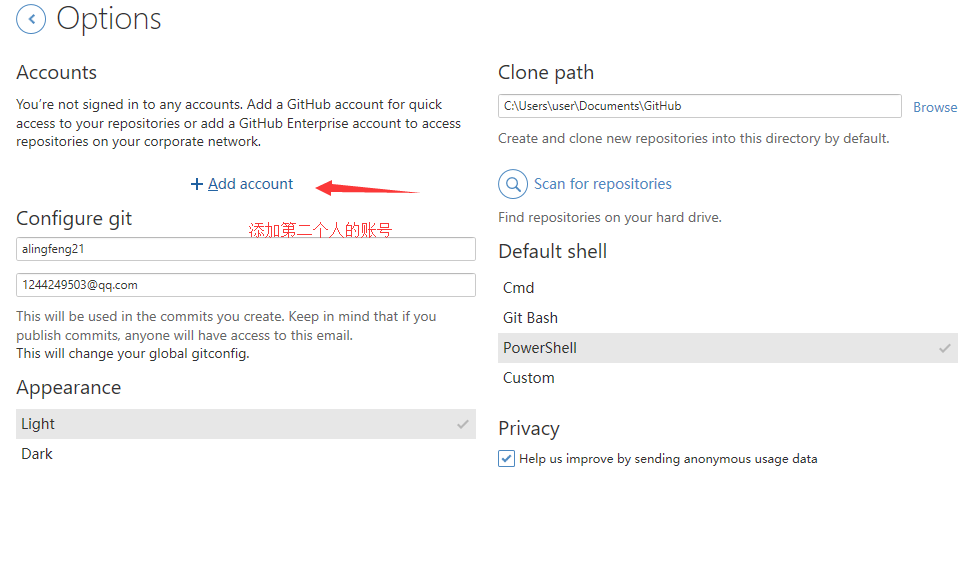 Options
Accounts
You're not signed in to any accounts. Add a GitHub account for quick
access to your repositories or add a GitHub Enterprise account to access
repositories on your corporate network.
+ Add account
Configure git
添加第二个人的账号
alingfeng21
1244249503@qq.com
This will be used in the commits you create. Keep in mind that if you
publish commits, anyone will have access to this email.
This will change your global gitconfig.
Appearance
Light
Dark
Clone path
C:\Users\user\Documents\GitHub
Browse
Create and clone new repositories into this directory by default.
Scan for repositories
Find repositories on your hard drive.
Default shell
Cmd
Git Bash
PowerShell
Custom
Privacy
Help us improve by sending anonymous usage data